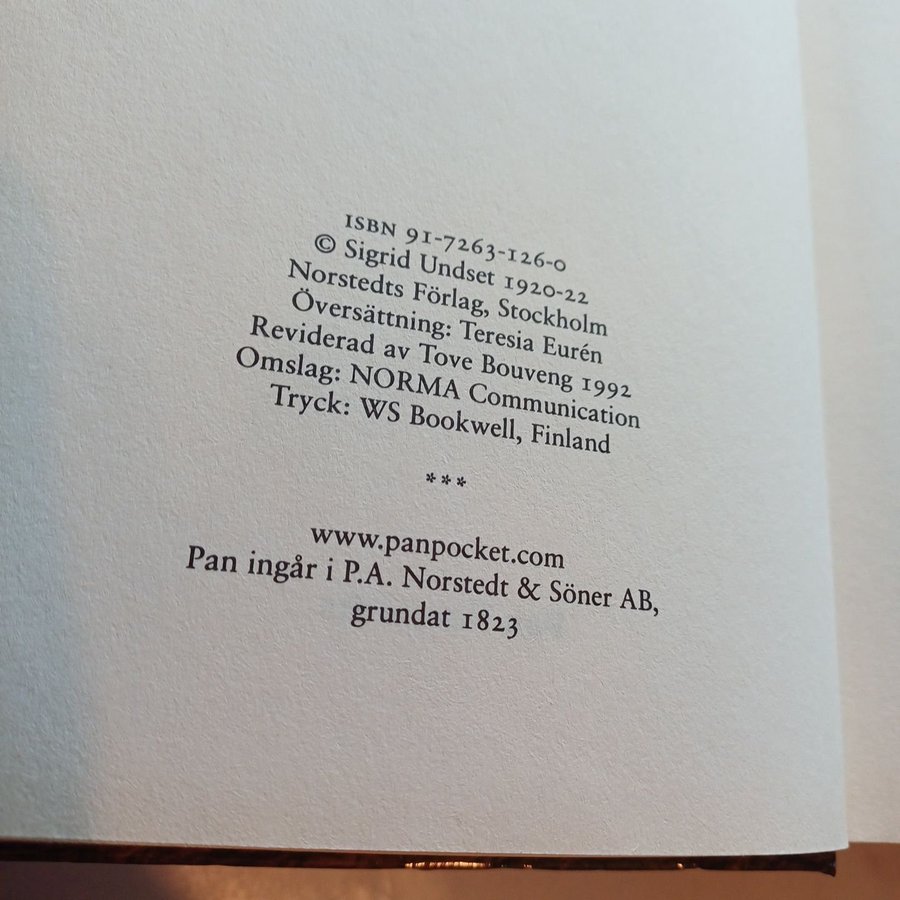 ISBN 91-7263-126-0
© Sigrid Undset 1920-22
Norstedts Förlag, Stockholm
Översättning: Teresia Eurén
Reviderad av Tove Bouveng 1992
Omslag: NORMA Communication
Tryck: WS Bookwell, Finland
***
www.panpocket.com
Pan ingår i P.A. Norstedt & Söner AB,
grundat 1823